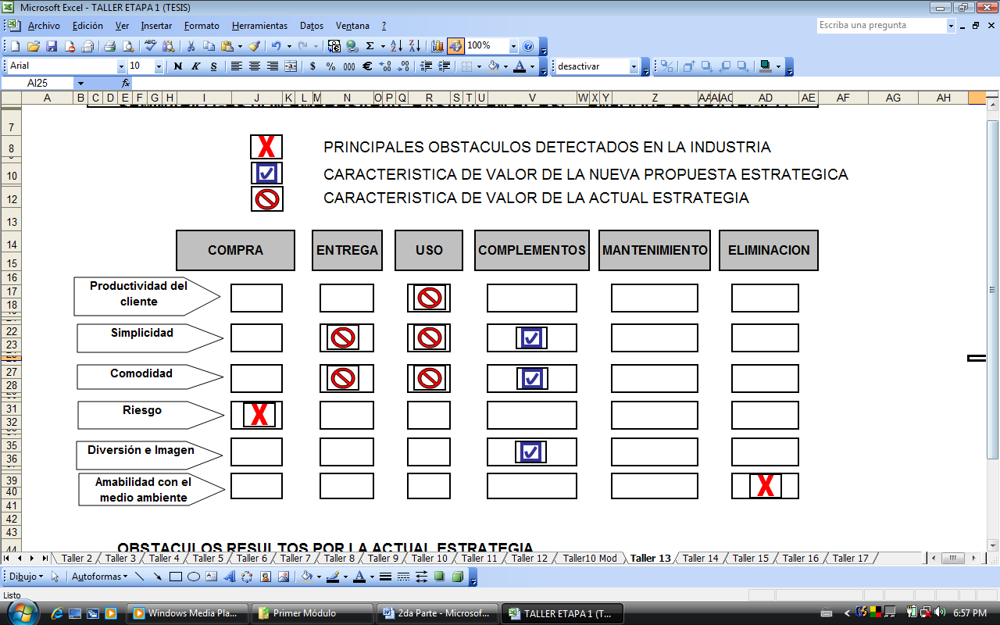 Microsoft Excel - TALLER ETAPA 1 (TESIS)
Archivo Edición Ver Insertar Formato Herramientas Datos Ventana ?
Escriba una pregunta
100%
Arial 10 N K S $ % 000 € desactivar
AI25 fx
A B C D E F G H I J K L M N O P Q R S T U V W X Y Z AD AE AF AG AH
7
8 X PRINCIPALES OBSTACULOS DETECTADOS EN LA INDUSTRIA
10 CARACTERISTICA DE VALOR DE LA NUEVA PROPUESTA ESTRATEGICA
12 CARACTERISTICA DE VALOR DE LA ACTUAL ESTRATEGIA
13
14 COMPRA ENTREGA USO COMPLEMENTOS MANTENIMIENTO ELIMINACION
15
16
17 Productividad del
18 cliente
22 Simplicidad
23
27 Comodidad
28
31 Riesgo
32 X
35 Diversión e Imagen
36
39 Amabilidad con el
40 medio ambiente X
41
42
43
44 OBSTACULOS RESULTOS POR LA ACTUAL ESTRATEGIA
Taller 2 Taller 3 Taller 4 Taller 5 Taller 6 Taller 7 Taller 8 Taller 9 Taller 10 Taller 11 Taller 12 Taller10 Mod Taller 13 Taller 14 Taller 15 Taller 16 Taller 17
Dibujo Autoformas
Listo
Windows Media Pla... Primer Módulo 2da Parte - Microsof... TALLER ETAPA 1 (T... 6:57 PM